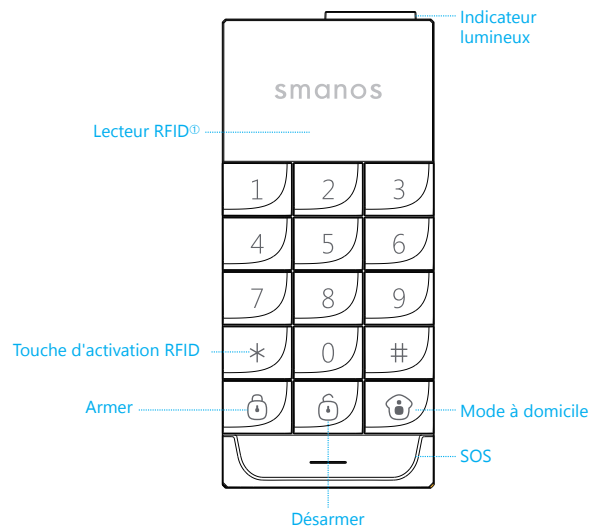 Indicateur
lumineux
smanos
Lecteur RFID①
1 2 3
4 5 6
7 8 9
Touche d'activation RFID
* 0 #
Armer
Mode à domicile
SOS
Désarmer